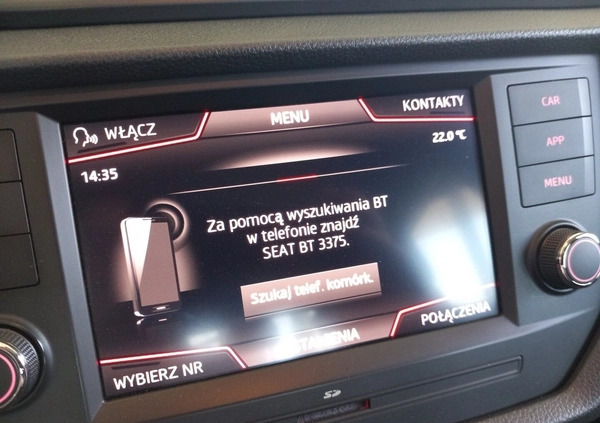 WŁĄCZ
MENU
KONTAKTY
14:35
22.0 °C
Za pomocą wyszukiwania BT
w telefonie znajdź
SEAT BT 3375.
Szukaj telef. komórk.
WYBIERZ NR
POŁĄCZENIA
CAR
APP
MENU
SD